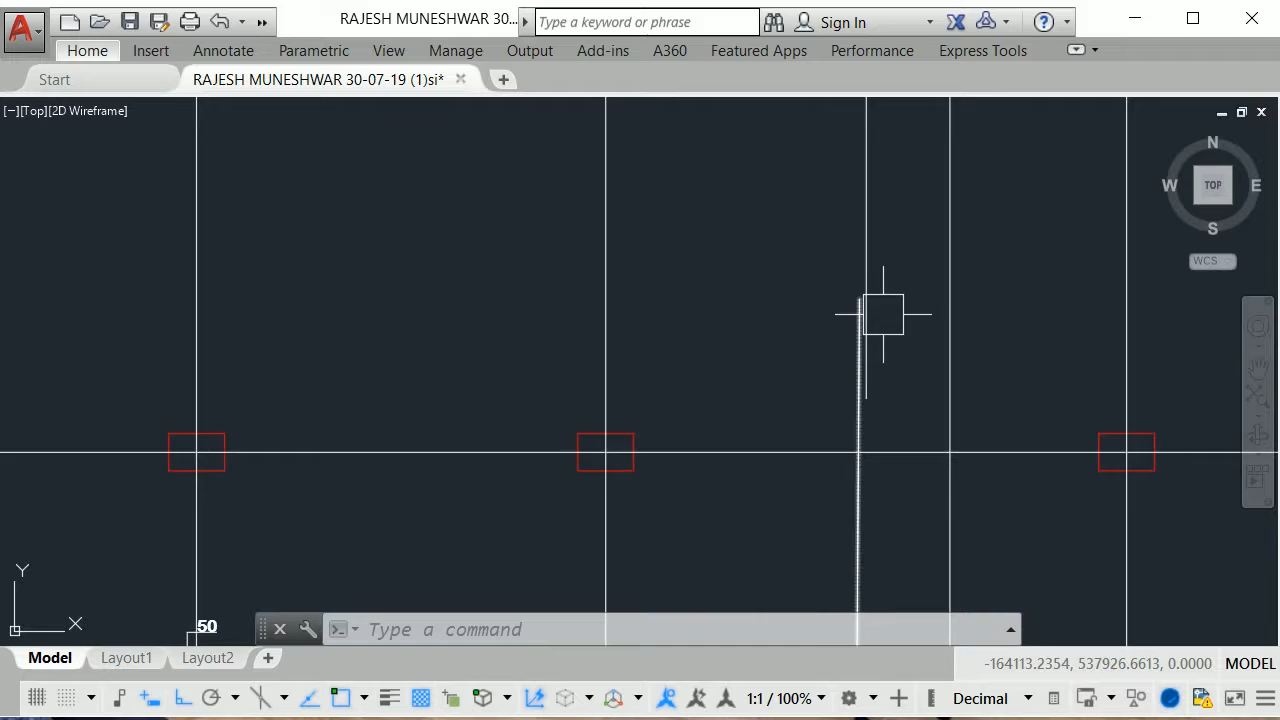 RAJESH MUNESHWAR 30-... Type a keyword or phrase Sign In
Home Insert Annotate Parametric View Manage Output Add-ins A360 Featured Apps Performance Express Tools
Start RAJESH MUNESHWAR 30-07-19 (1)si*
[−][Top][2D Wireframe]
N
W TOP E
S
WCS
Y
X
50
Type a command
Model Layout1 Layout2 -164113.2354, 537926.6613, 0.0000 MODEL
1:1 / 100% Decimal